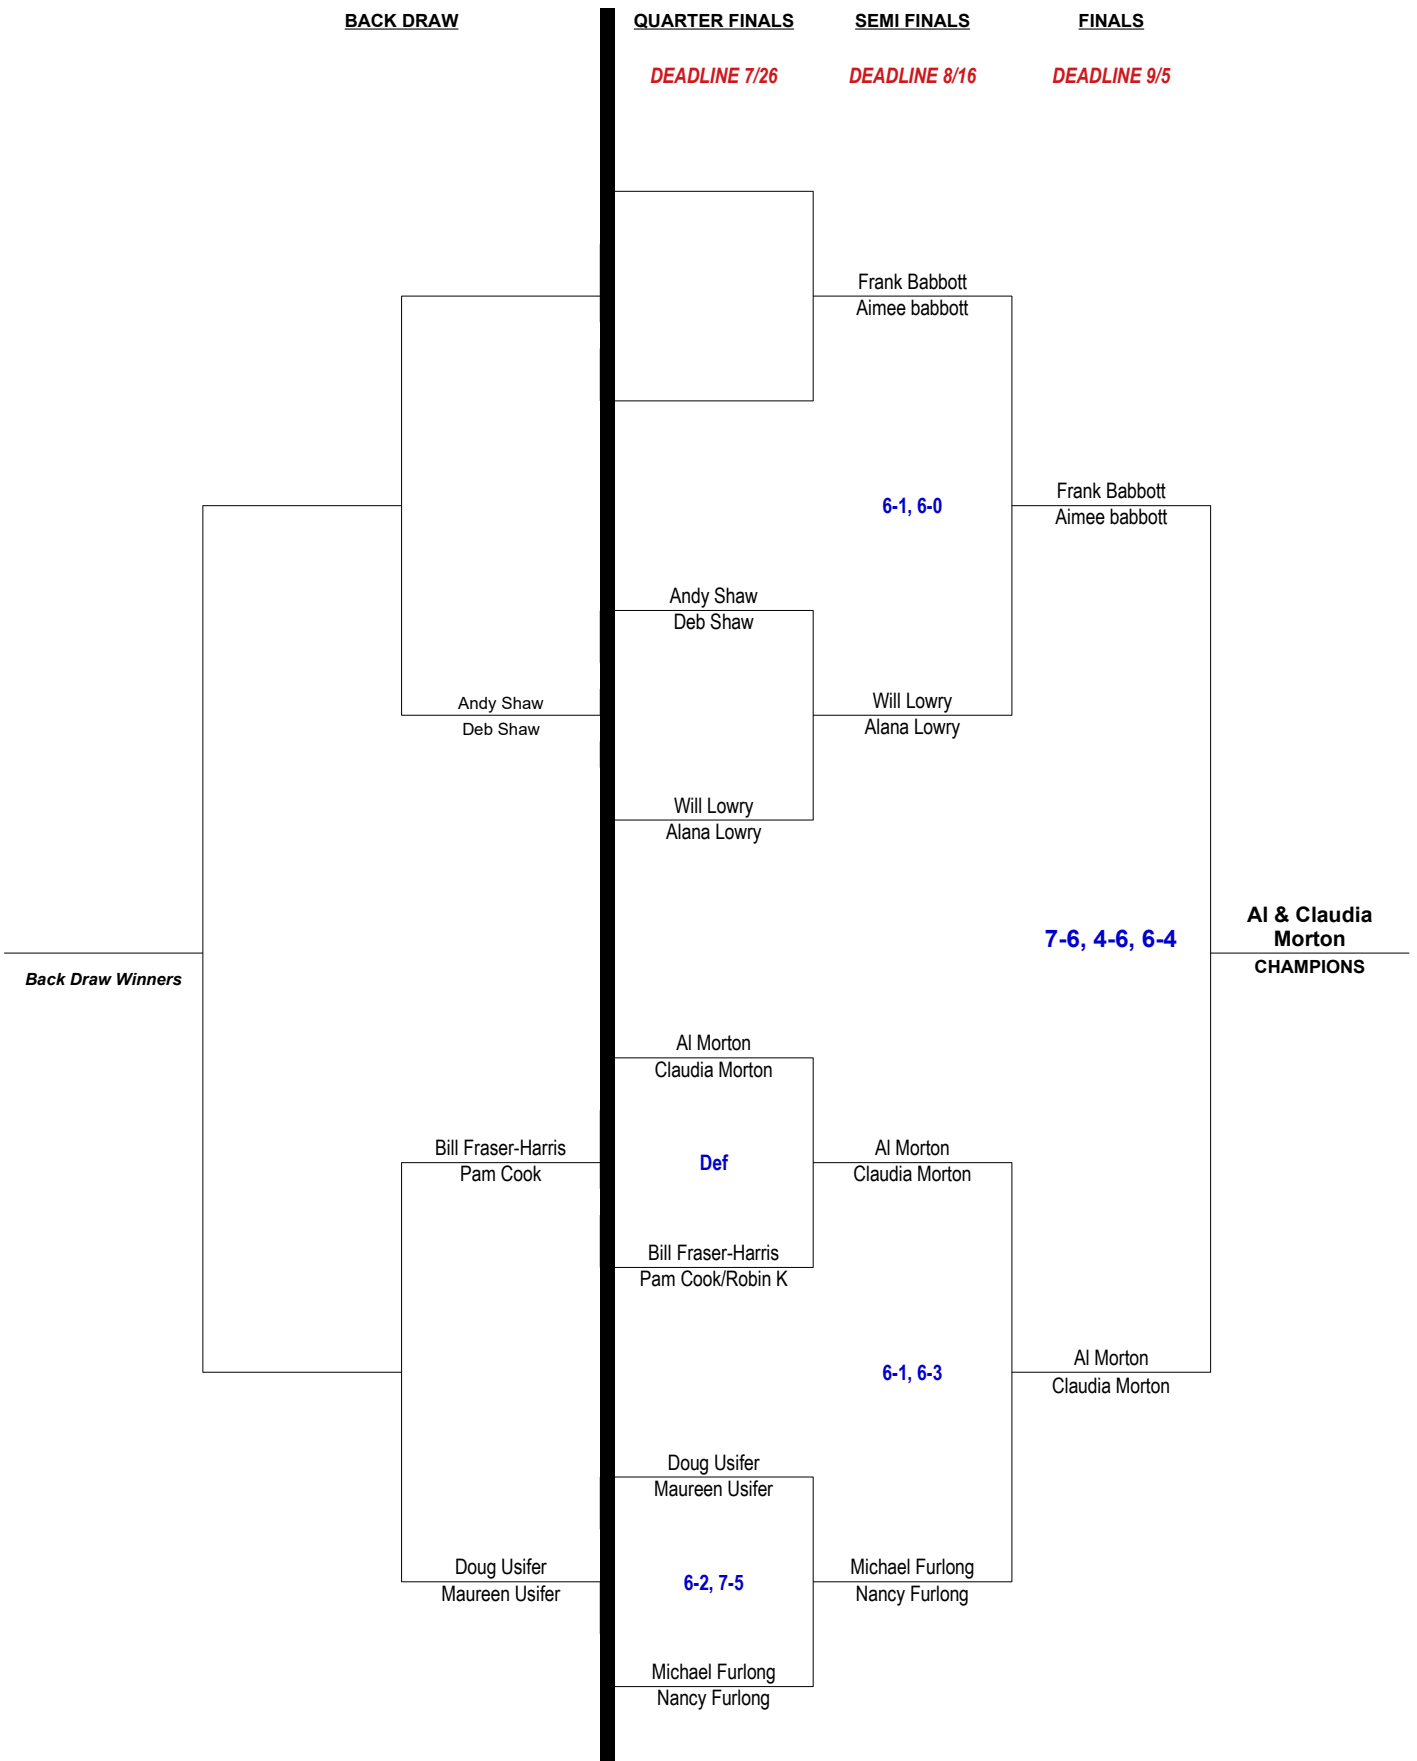 BACK DRAW
QUARTER FINALS
SEMI FINALS
FINALS
DEADLINE 7/26
DEADLINE 8/16
DEADLINE 9/5
Frank Babbott
Aimee babbott
6-1, 6-0
Frank Babbott
Aimee babbott
Andy Shaw
Deb Shaw
Andy Shaw
Deb Shaw
Will Lowry
Alana Lowry
Will Lowry
Alana Lowry
7-6, 4-6, 6-4
Al & Claudia
Morton
CHAMPIONS
Back Draw Winners
Al Morton
Claudia Morton
Bill Fraser-Harris
Pam Cook
Def
Al Morton
Claudia Morton
Bill Fraser-Harris
Pam Cook/Robin K
6-1, 6-3
Al Morton
Claudia Morton
Doug Usifer
Maureen Usifer
Doug Usifer
Maureen Usifer
6-2, 7-5
Michael Furlong
Nancy Furlong
Michael Furlong
Nancy Furlong